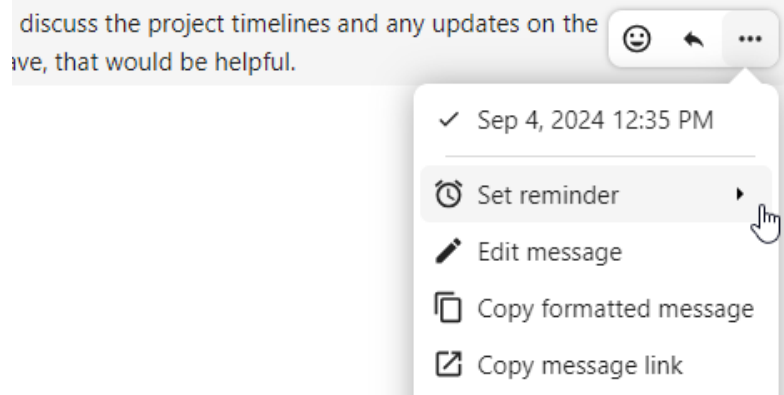 discuss the project timelines and any updates on the
that would be helpful.
Sep 4, 2024 12:35 PM
Set reminder
Edit message
Copy formatted message
Copy message link